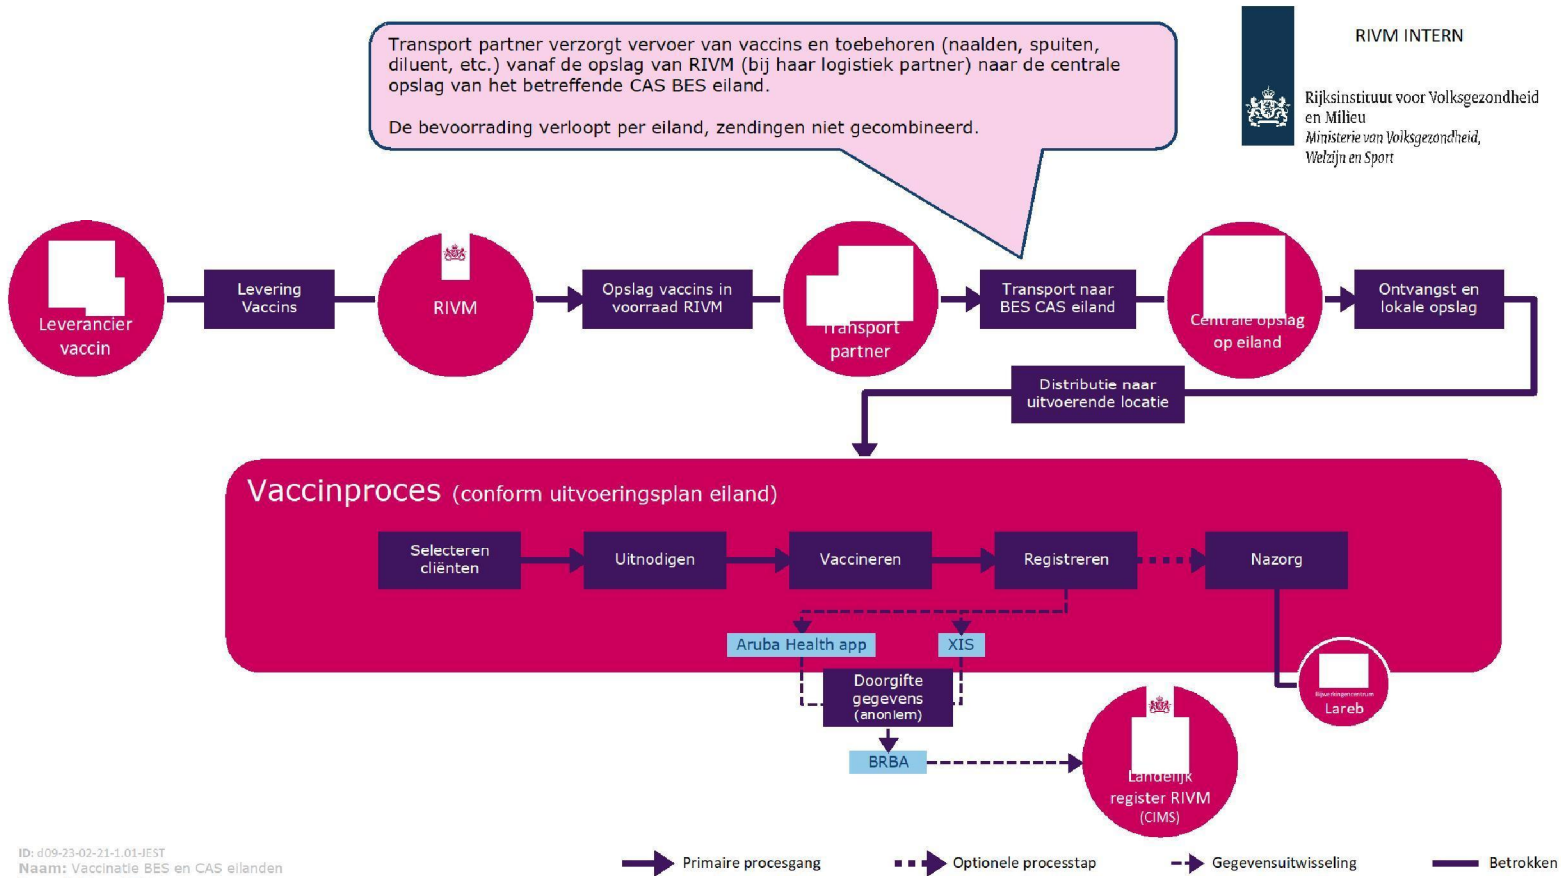 Transport partner verzorgt vervoer van vaccins en toebehoren (naalden, spuiten,
diluent, etc.) vanaf de opslag van RIVM (bij haar logistiek partner) naar de centrale
opslag van het betreffende CAS BES eiland.
De bevoorrading verloopt per eiland, zendingen niet gecombineerd.
RIVM INTERN
Rijksinstituut voor Volksgezondheid
en Milieu
Ministerie van Volksgezondheid,
Welzijn en Sport
Leverancier
vaccin
Levering
Vaccins
RIVM
Opslag vaccins in
voorraad RIVM
Transport
partner
Transport naar
BES CAS eiland
Centrale opslag
op eiland
Ontvangst en
lokale opslag
Distributie naar
uitvoerende locatie
Vaccinproces (conform uitvoeringsplan eiland)
Selecteren
cliënten
Uitnodigen
Vaccineren
Registreren
Nazorg
Aruba Health app
XIS
Doorgifte
gegevens
(anoniem)
BRBA
Bijwerkingencentrum
Lareb
Landelijk
register RIVM
(CIMS)
ID: d09-23-02-21-1.01-JEST
Naam: Vaccinatie BES en CAS eilanden
Primaire procesgang
Optionele processtap
Gegevensuitwisseling
Betrokken